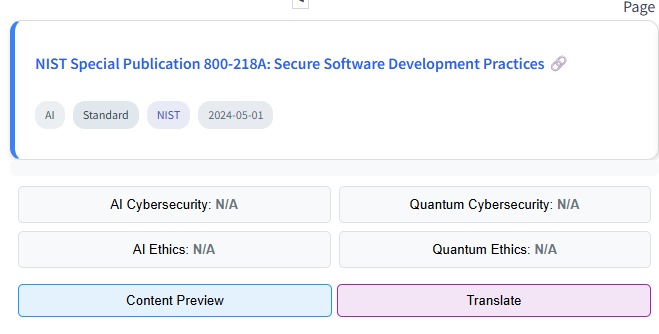 Page
NIST Special Publication 800-218A: Secure Software Development Practices
AI Standard NIST 2024-05-01
AI Cybersecurity: N/A Quantum Cybersecurity: N/A
AI Ethics: N/A Quantum Ethics: N/A
Content Preview Translate